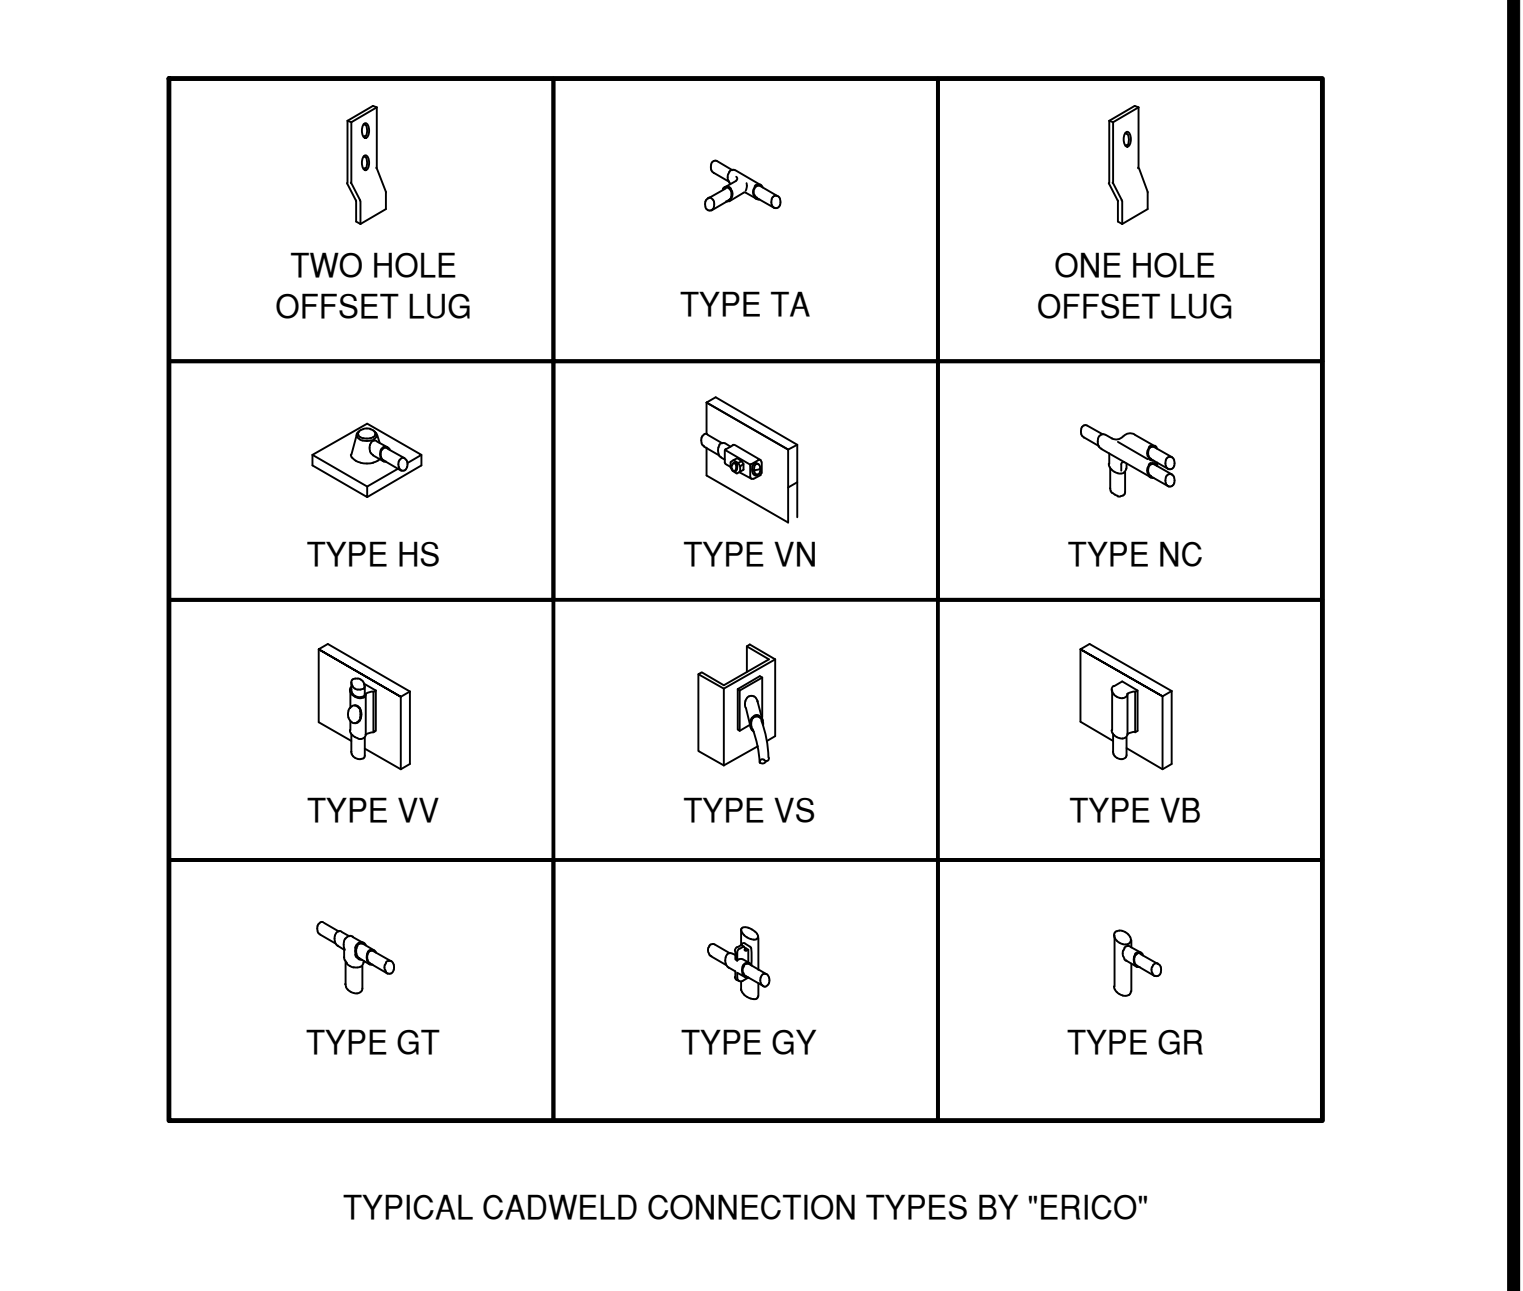 TWO HOLE
OFFSET LUG
TYPE TA
ONE HOLE
OFFSET LUG
TYPE HS
TYPE VN
TYPE NC
TYPE VV
TYPE VS
TYPE VB
TYPE GT
TYPE GY
TYPE GR
TYPICAL CADWELD CONNECTION TYPES BY "ERICO"